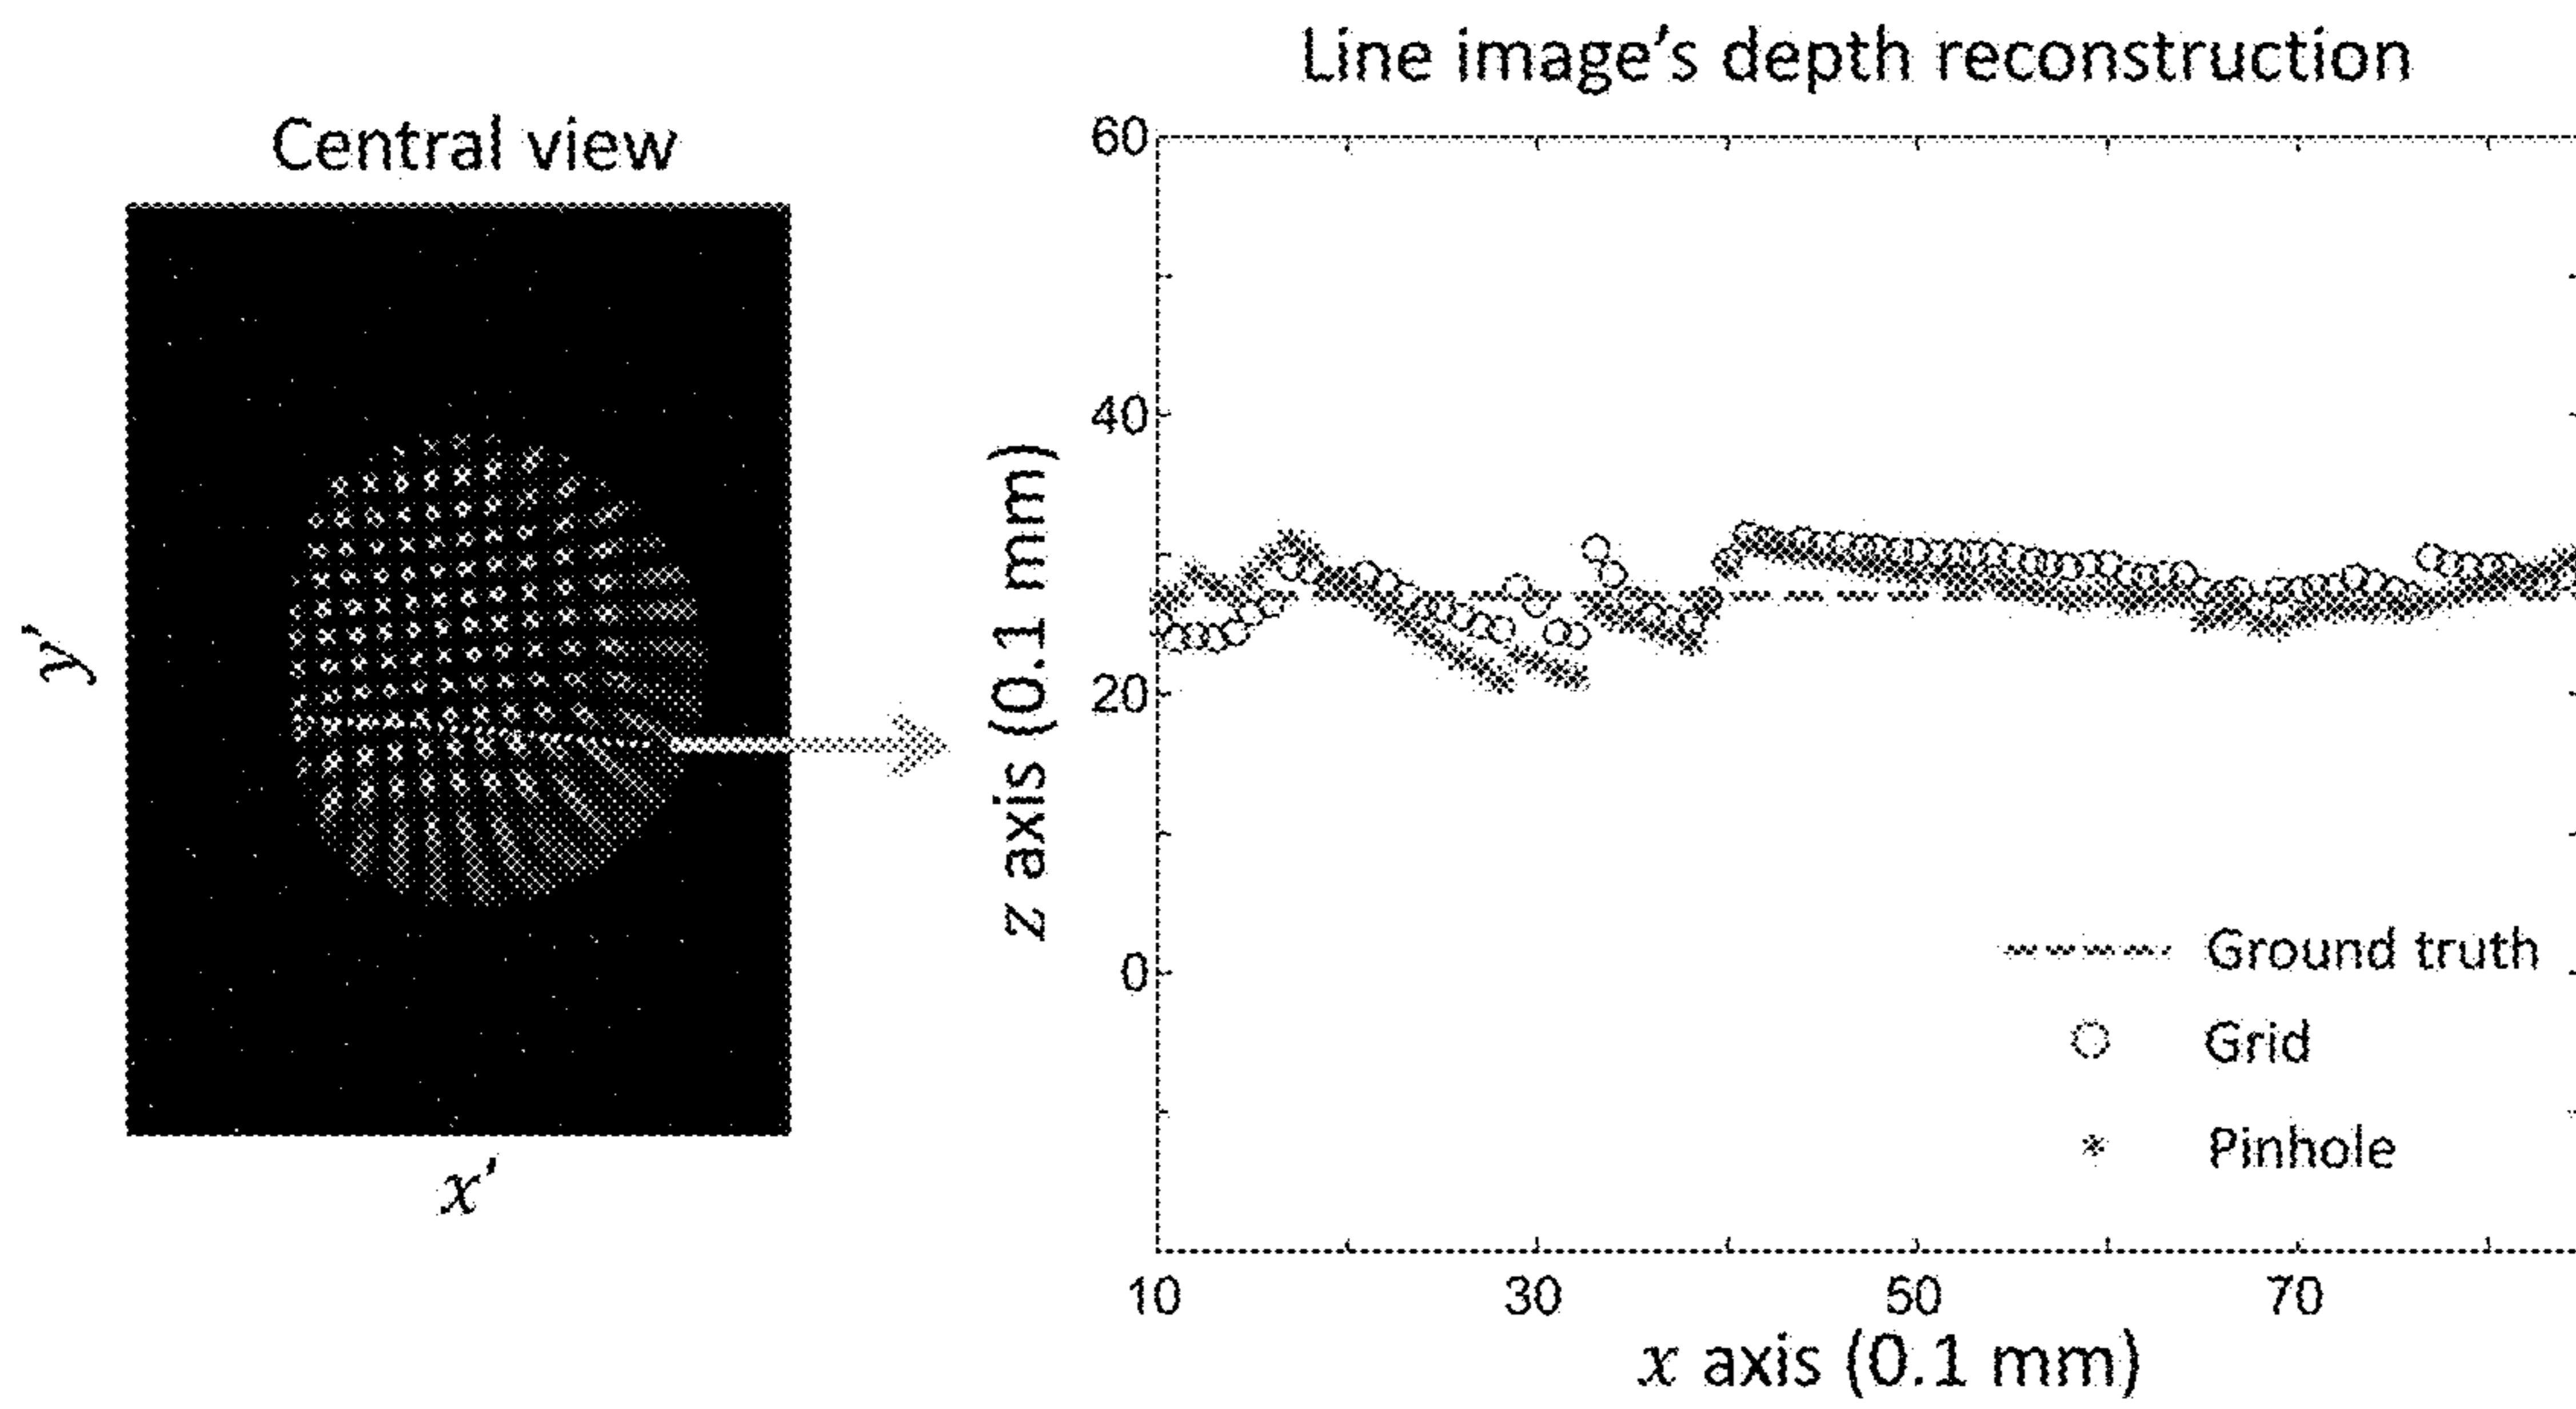 Central view
y'
x'
Line image's depth reconstruction
z axis (0.1 mm)
60
40
20
0
Ground truth
Grid
Pinhole
10 30 50 70
x axis (0.1 mm)